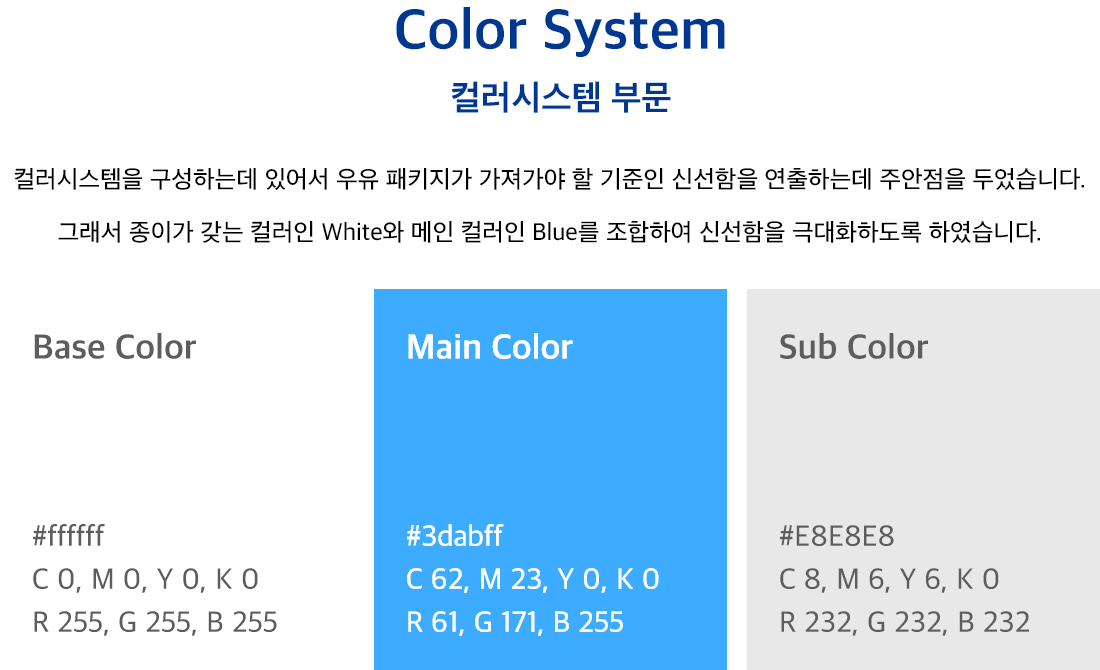 Color System
컬러시스템 부문
컬러시스템을 구성하는데 있어서 우유 패키지가 가져가야 할 기준인 신선함을 연출하는데 주안점을 두었습니다.
그래서 종이가 갖는 컬러인 White와 메인 컬러인 Blue를 조합하여 신선함을 극대화하도록 하였습니다.
Base Color
#ffffff
C 0, M 0, Y 0, K 0
R 255, G 255, B 255
Main Color
#3dabff
C 62, M 23, Y 0, K 0
R 61, G 171, B 255
Sub Color
#E8E8E8
C 8, M 6, Y 6, K 0
R 232, G 232, B 232